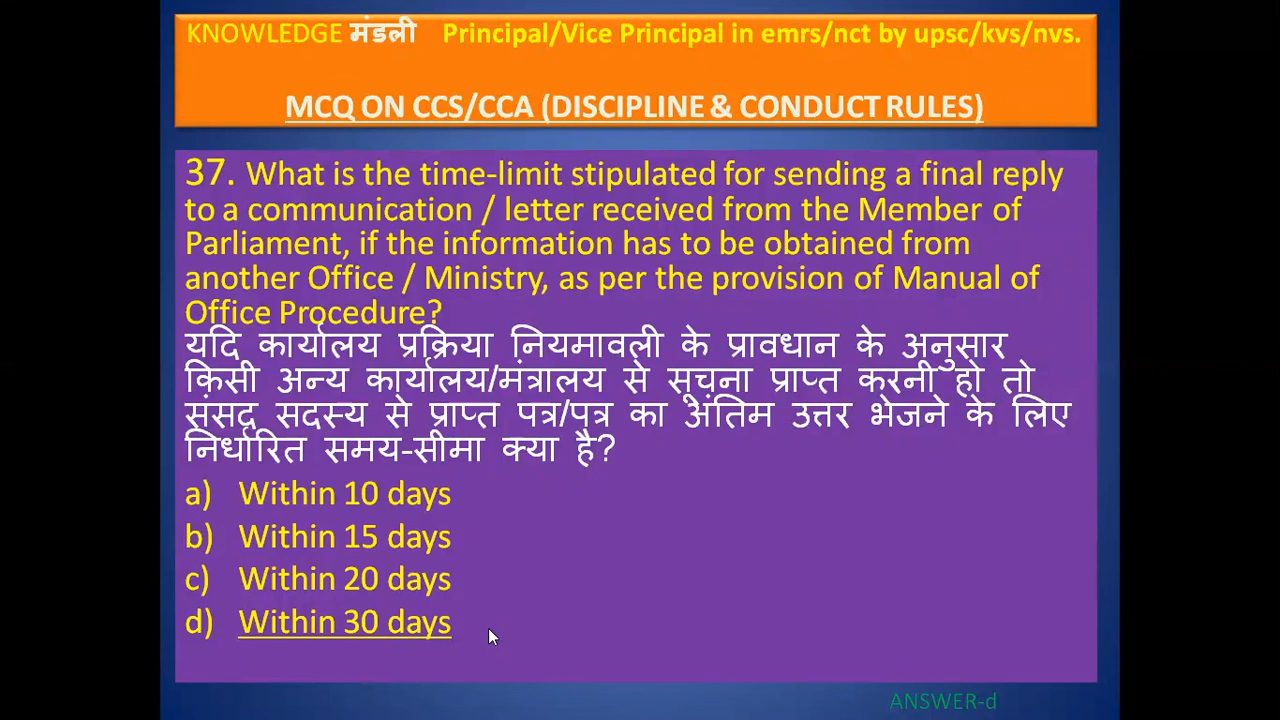 KNOWLEDGE मंडली Principal/Vice Principal in emrs/nct by upsc/kvs/nvs.
MCQ ON CCS/CCA (DISCIPLINE & CONDUCT RULES)
37. What is the time-limit stipulated for sending a final reply
to a communication / letter received from the Member of
Parliament, if the information has to be obtained from
another Office / Ministry, as per the provision of Manual of
Office Procedure?
यदि कार्यालय प्रक्रिया नियमावली के प्रावधान के अनुसार
किसी अन्य कार्यालय/मंत्रालय से सूचना प्राप्त करनी हो तो
संसद सदस्य से प्राप्त पत्र/पत्र का अंतिम उत्तर भेजने के लिए
निर्धारित समय-सीमा क्या है?
a) Within 10 days
b) Within 15 days
c) Within 20 days
d) Within 30 days
ANSWER-d